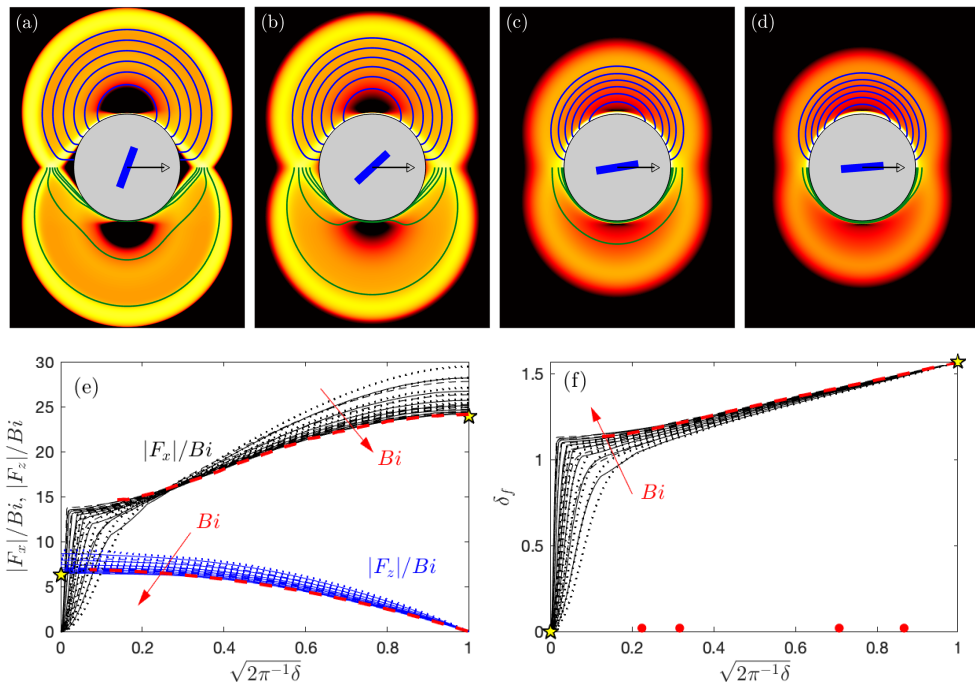 (a) (b) (c) (d)
(e)
30
25
20
15
10
5
0
|F_x|/Bi, |F_z|/Bi
|F_x|/Bi
Bi
Bi
|F_z|/Bi
0 0.2 0.4 0.6 0.8 1
√2π⁻¹δ
(f)
1.5
1
0.5
0
δ_f
Bi
0 0.2 0.4 0.6 0.8 1
√2π⁻¹δ